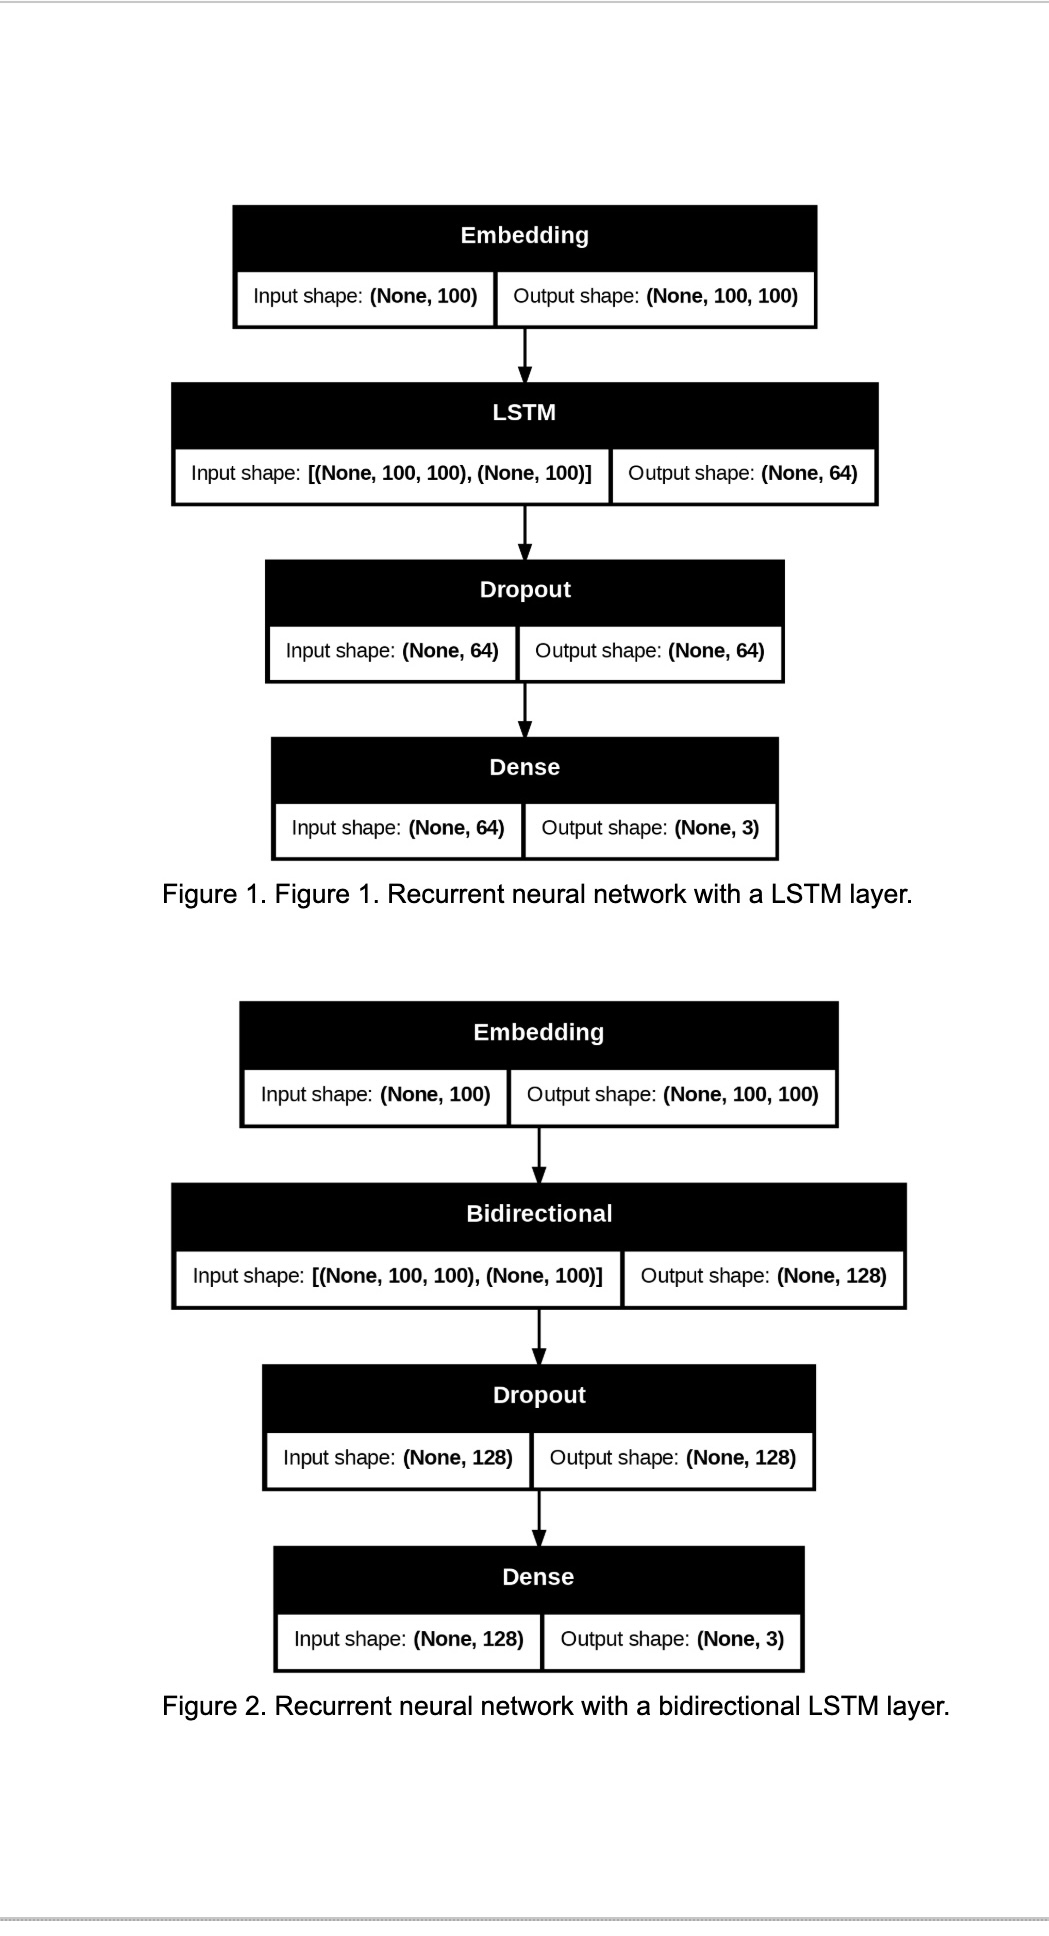 Embedding
Input shape: (None, 100) Output shape: (None, 100, 100)
LSTM
Input shape: [(None, 100, 100), (None, 100)] Output shape: (None, 64)
Dropout
Input shape: (None, 64) Output shape: (None, 64)
Dense
Input shape: (None, 64) Output shape: (None, 3)
Figure 1. Figure 1. Recurrent neural network with a LSTM layer.
Embedding
Input shape: (None, 100) Output shape: (None, 100, 100)
Bidirectional
Input shape: [(None, 100, 100), (None, 100)] Output shape: (None, 128)
Dropout
Input shape: (None, 128) Output shape: (None, 128)
Dense
Input shape: (None, 128) Output shape: (None, 3)
Figure 2. Recurrent neural network with a bidirectional LSTM layer.